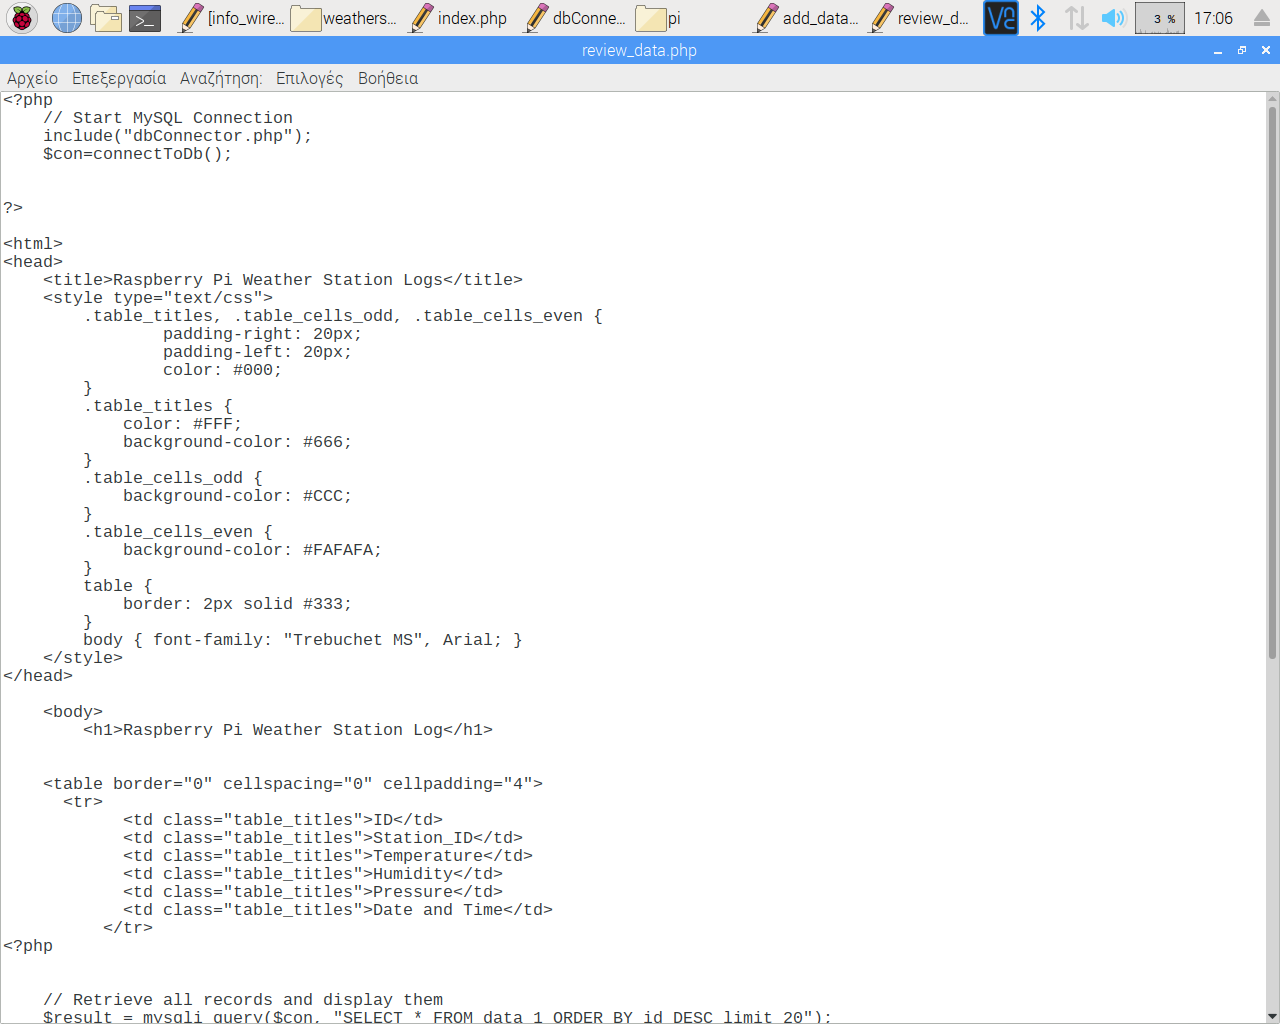 [info_wire...
weathers...
index.php
dbConne...
pi
add_data...
review_d...
3 %
17:06
review_data.php
Αρχείο Επεξεργασία Αναζήτηση: Επιλογές Βοήθεια
<?php
    // Start MySQL Connection
    include("dbConnector.php");
    $con=connectToDb();
?>
<html>
<head>
    <title>Raspberry Pi Weather Station Logs</title>
    <style type="text/css">
        .table_titles, .table_cells_odd, .table_cells_even {
                padding-right: 20px;
                padding-left: 20px;
                color: #000;
        }
        .table_titles {
            color: #FFF;
            background-color: #666;
        }
        .table_cells_odd {
            background-color: #CCC;
        }
        .table_cells_even {
            background-color: #FAFAFA;
        }
        table {
            border: 2px solid #333;
        }
        body { font-family: "Trebuchet MS", Arial; }
    </style>
</head>
    <body>
        <h1>Raspberry Pi Weather Station Log</h1>
    <table border="0" cellspacing="0" cellpadding="4">
      <tr>
            <td class="table_titles">ID</td>
            <td class="table_titles">Station_ID</td>
            <td class="table_titles">Temperature</td>
            <td class="table_titles">Humidity</td>
            <td class="table_titles">Pressure</td>
            <td class="table_titles">Date and Time</td>
          </tr>
<?php
    // Retrieve all records and display them
    $result = mysqli_query($con, "SELECT * FROM data_1 ORDER BY id DESC limit 20");